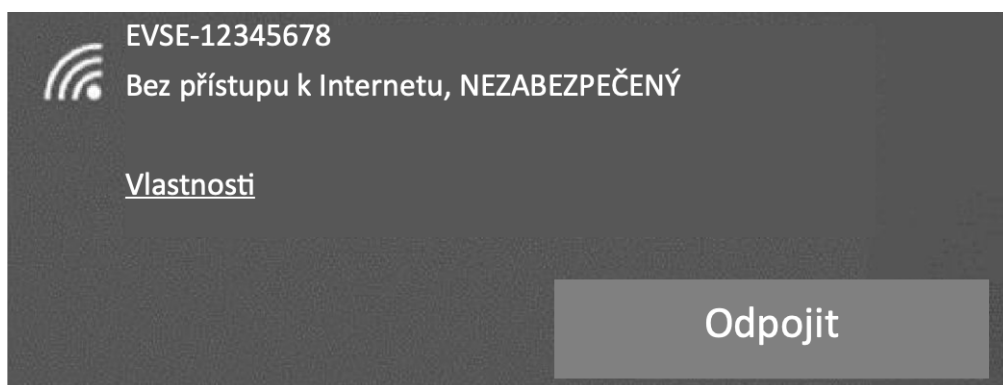 EVSE-12345678
Bez přístupu k Internetu, NEZABEZPEČENÝ
Vlastnosti
Odpojit